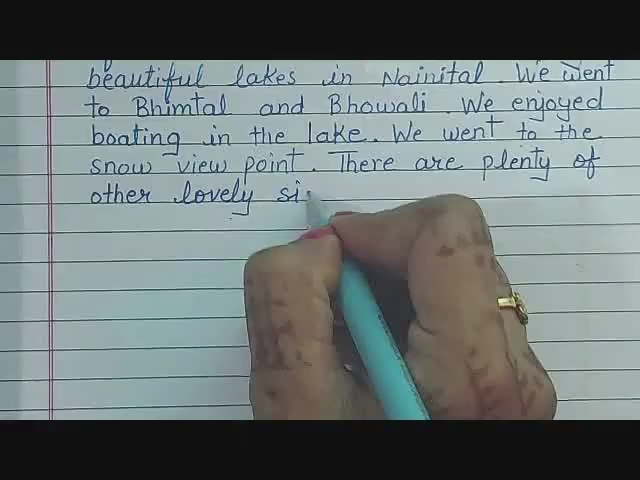 beautiful lakes in Nainital. We went
to Bhimtal and Bhowali. We enjoyed
boating in the lake. We went to the
snow view point. There are plenty of
other lovely si